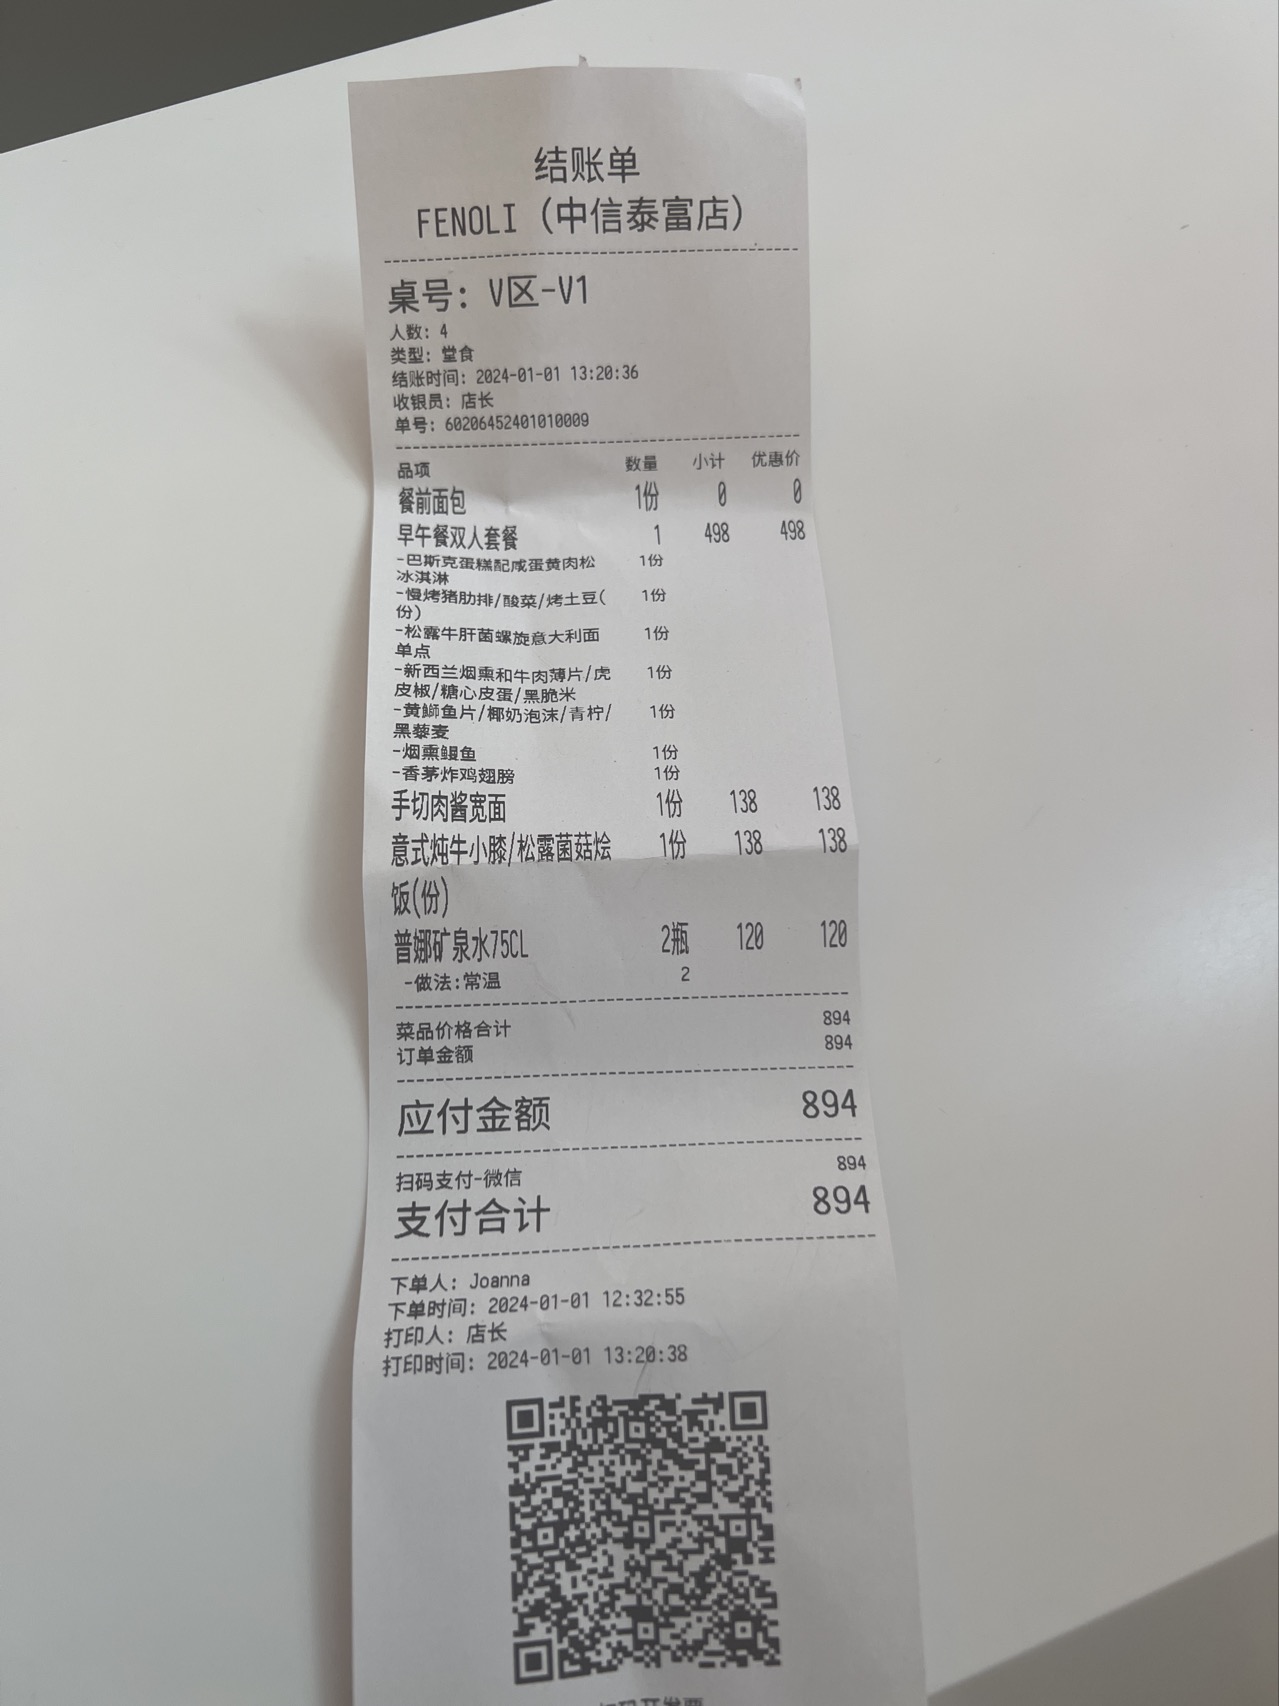 结账单
FENOLI（中信泰富店）
桌号：V区-V1
人数：4
类型：堂食
结账时间：2024-01-01 13:20:36
收银员：店长
单号：60206452401010009
品项 数量 小计 优惠价
餐前面包 1份 0 0
早午餐双人套餐 1 498 498
-巴斯克蛋糕配咸蛋黄肉松 1份
冰淇淋
-慢烤猪肋排/酸菜/烤土豆( 1份
份)
-松露牛肝菌螺旋意大利面 1份
单点
-新西兰烟熏和牛肉薄片/虎 1份
皮椒/糖心皮蛋/黑脆米
-黄鰤鱼片/椰奶泡沫/青柠/ 1份
黑藜麦
-烟熏鳗鱼 1份
-香茅炸鸡翅膀 1份
手切肉酱宽面 1份 138 138
意式炖牛小膝/松露菌菇烩 1份 138 138
饭(份)
普娜矿泉水75CL 2瓶 120 120
-做法:常温 2
菜品价格合计 894
订单金额 894
应付金额 894
扫码支付-微信 894
支付合计 894
下单人：Joanna
下单时间：2024-01-01 12:32:55
打印人：店长
打印时间：2024-01-01 13:20:38
扫码开发票